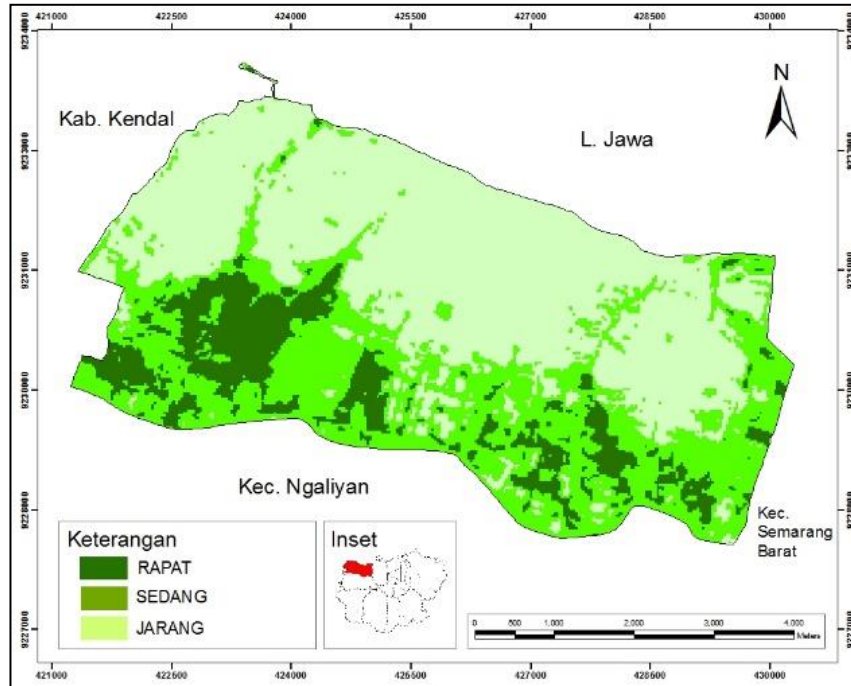 421000 422500 424000 425500 427000 428500 430000
N
Kab. Kendal
L. Jawa
Kec. Ngaliyan
Kec.
Semarang
Barat
Keterangan
RAPAT
SEDANG
JARANG
Inset
0 500 1,000 2,000 3,000 4,000
Meters
421000 422500 424000 425500 427000 428500 430000